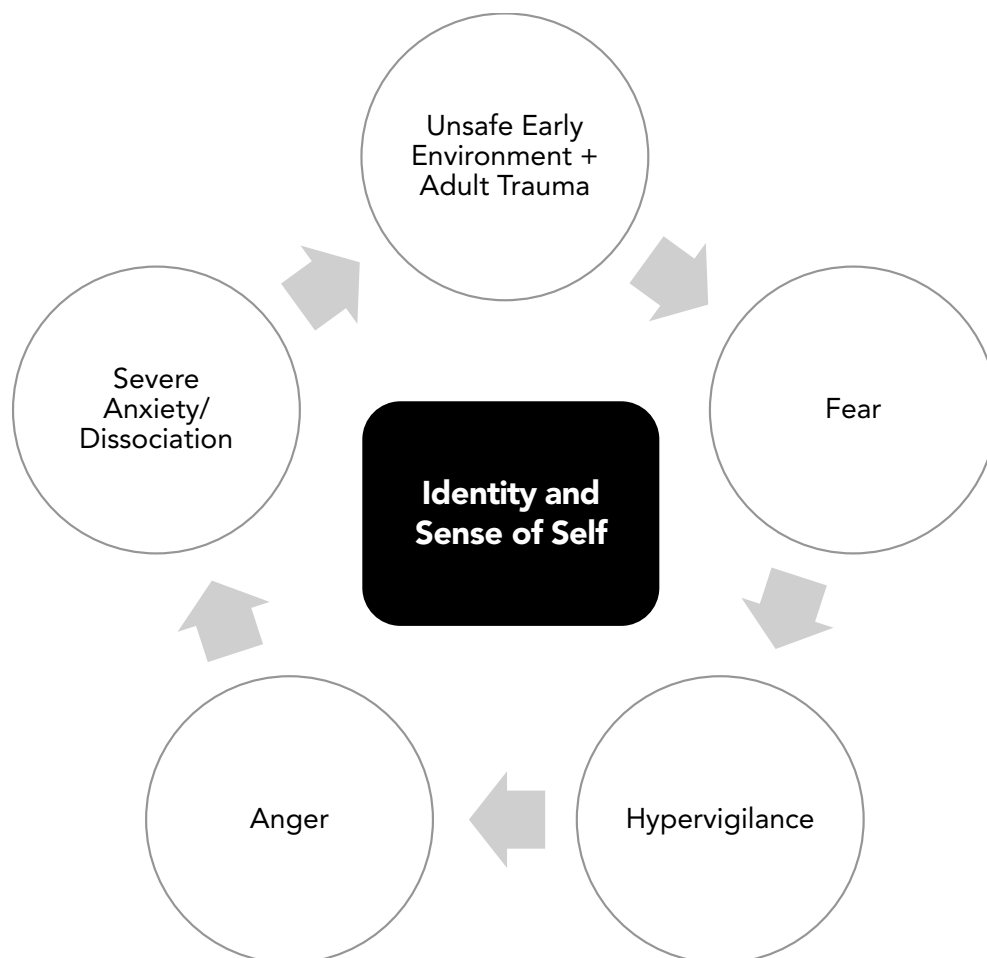 Unsafe Early
Environment +
Adult Trauma
Fear
Hypervigilance
Anger
Severe
Anxiety/
Dissociation
Identity and
Sense of Self